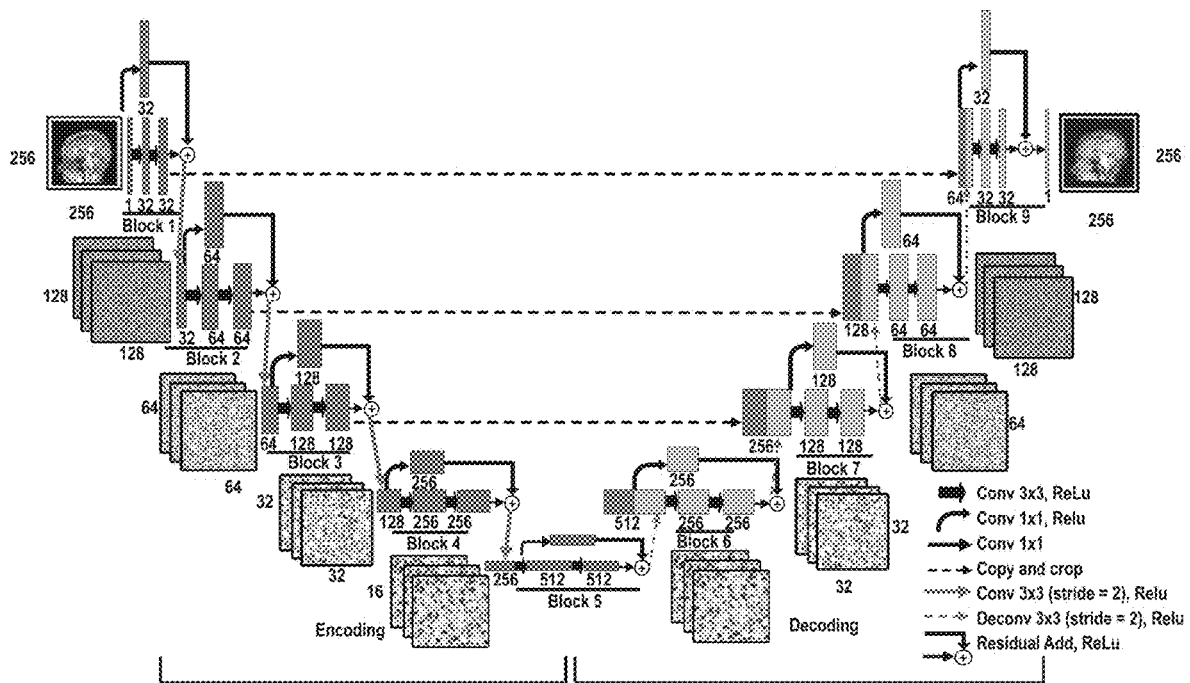 32
32
256
256
256
1 32 32
Block 1
64 32 32
Block 9
256
64
64
128
128
128
32 64 64
Block 2
128 64 64
Block 8
128
128
128
64
64
64 128 128
Block 3
256 128 128
Block 7
64
256
256
32
32
128 256 256
Block 4
512 256 256
Block 6
32
32
16
256 512 512
Block 5
Encoding
Decoding
Conv 3x3, ReLu
Conv 1x1, Relu
Conv 1x1
Copy and crop
Conv 3x3 (stride = 2), Relu
Deconv 3x3 (stride = 2), Relu
Residual Add, ReLu